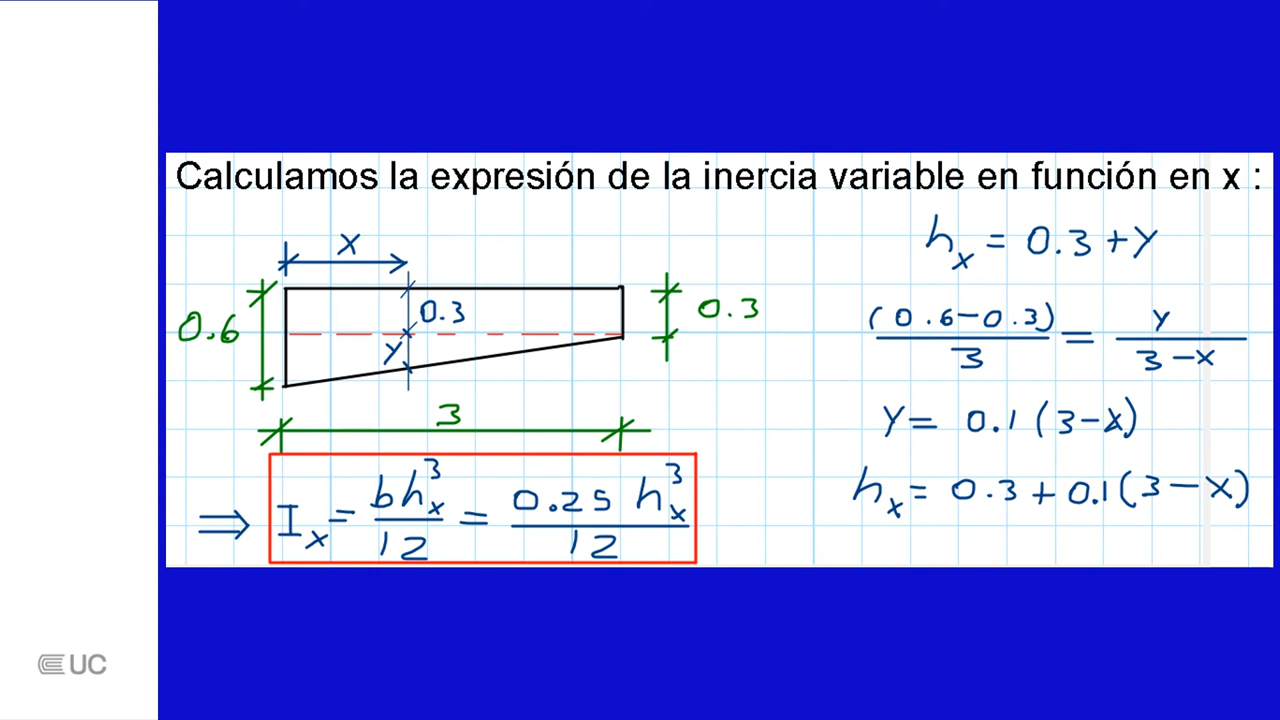 Calculamos la expresión de la inercia variable en función en x :
x
0.6
0.3
y
0.3
3
h_x = 0.3 + y
(0.6 - 0.3) / 3 = y / (3 - x)
y = 0.1 (3 - x)
h_x = 0.3 + 0.1 (3 - x)
⇒ I_x = b h_x^3 / 12 = 0.25 h_x^3 / 12
UC